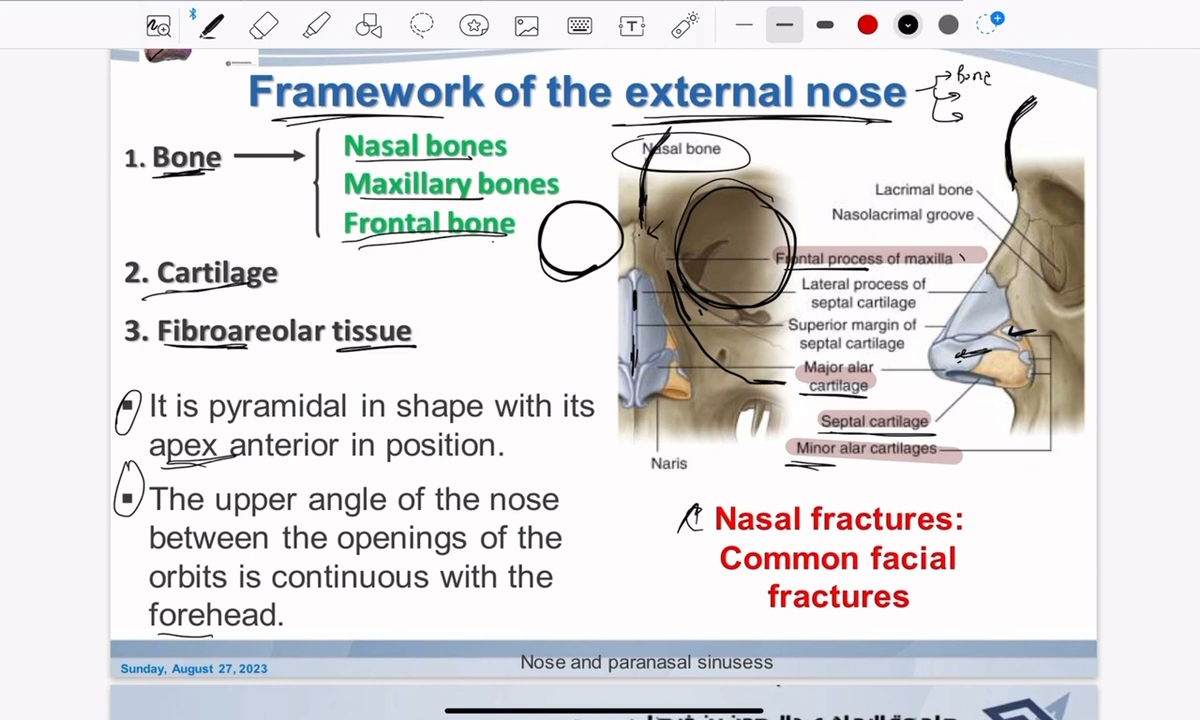 Framework of the external nose
Bone
1. Bone
Nasal bones
Maxillary bones
Frontal bone
2. Cartilage
3. Fibroareolar tissue
▪ It is pyramidal in shape with its
apex anterior in position.
▪ The upper angle of the nose
between the openings of the
orbits is continuous with the
forehead.
Nasal bone
Lacrimal bone
Nasolacrimal groove
Frontal process of maxilla
Lateral process of
septal cartilage
Superior margin of
septal cartilage
Major alar
cartilage
Septal cartilage
Minor alar cartilages
Naris
Nasal fractures:
Common facial
fractures
Sunday, August 27, 2023
Nose and paranasal sinusess